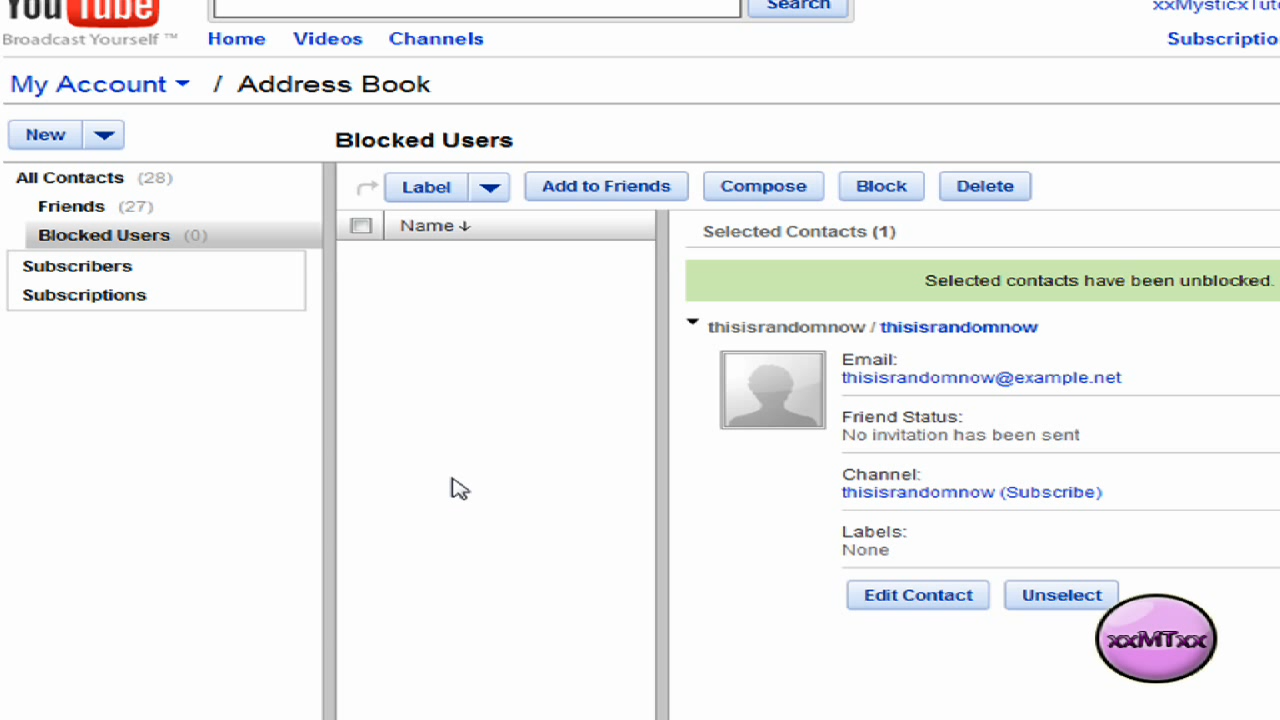 YouTube
Search
Broadcast Yourself ™
Home Videos Channels
Subscriptio
My Account / Address Book
New
Blocked Users
All Contacts (28)
Friends (27)
Blocked Users (0)
Subscribers
Subscriptions
Label Add to Friends Compose Block Delete
Name
Selected Contacts (1)
Selected contacts have been unblocked.
thisisrandomnow / thisisrandomnow
Email:
thisisrandomnow@example.net
Friend Status:
No invitation has been sent
Channel:
thisisrandomnow (Subscribe)
Labels:
None
Edit Contact Unselect
xxMTxx